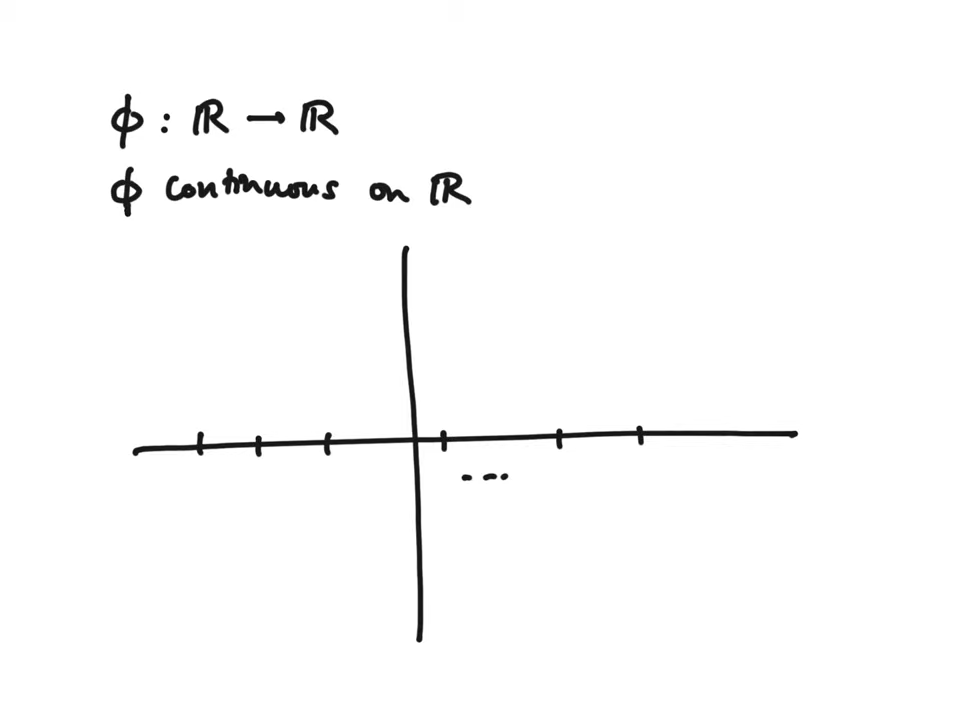 ϕ : ℝ → ℝ
ϕ continuous on ℝ
...